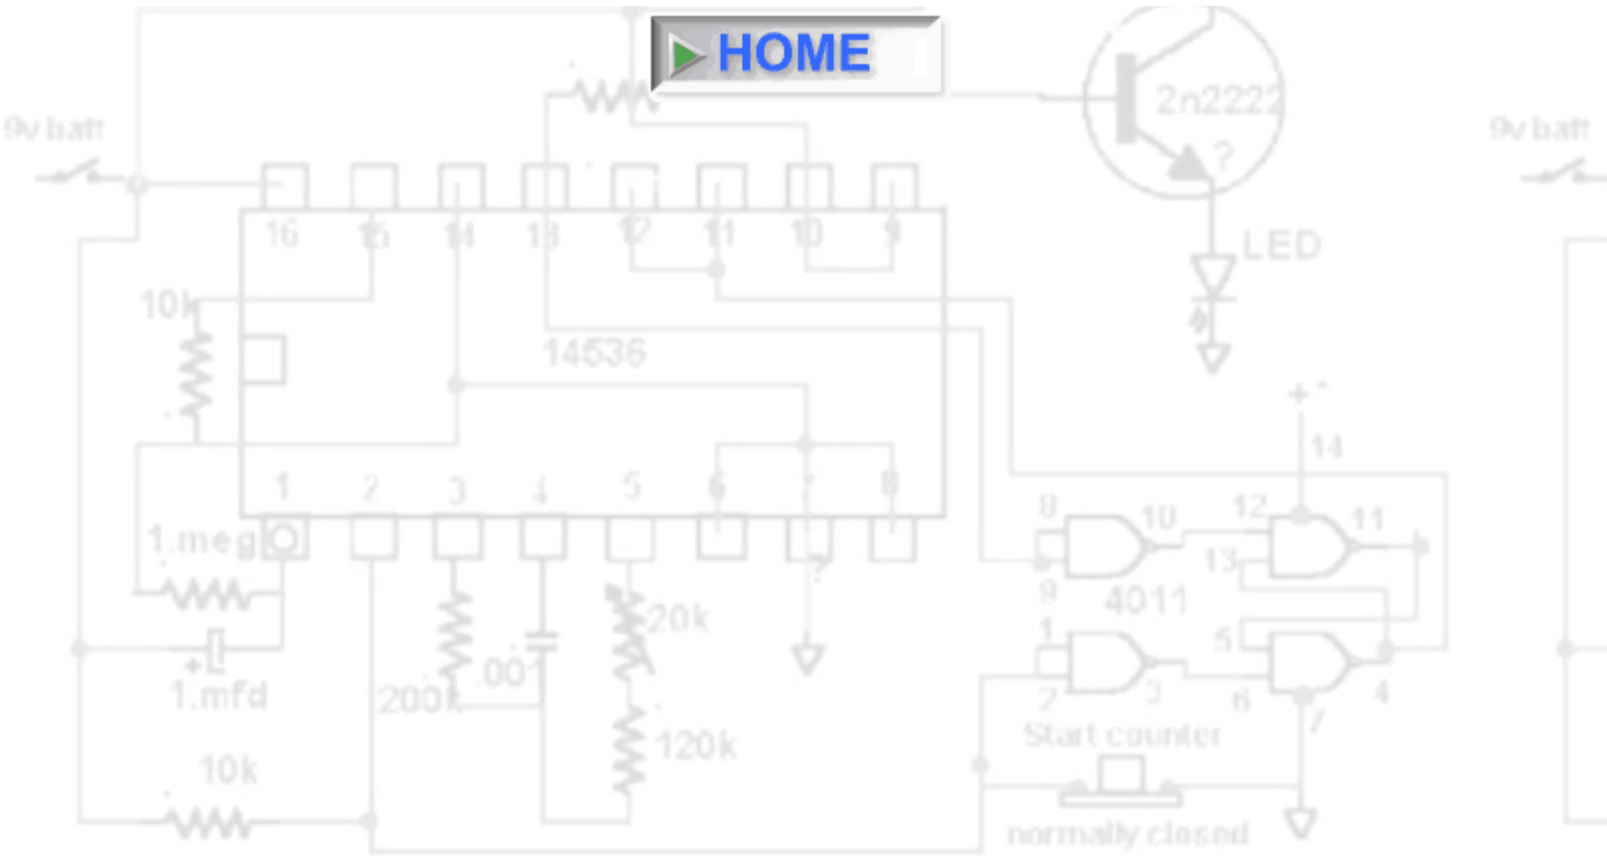 HOME
2n2222
9v batt
9v batt
?
16 15 14 13 12 11 10 9
LED
10k
14536
+ -
14
1 2 3 4 5 6 7 8
8 10 12 11
1.meg
13
?
9 4011
20k
1 5
.001
1.mfd
200k
2 3 6 4
7
120k
Start counter
10k
normally closed